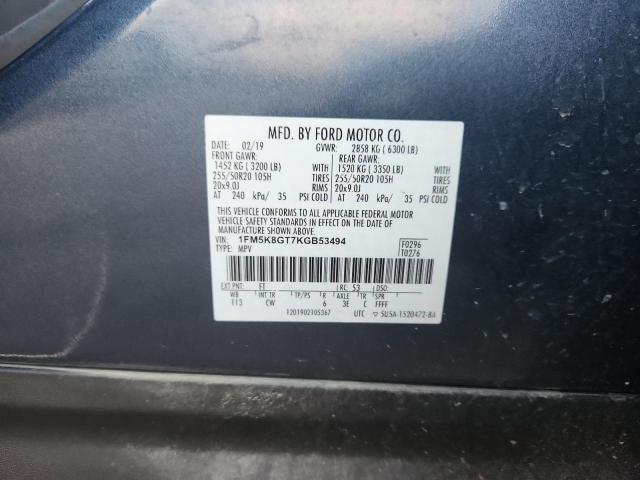 MFD. BY FORD MOTOR CO.
DATE: 02/19 GVWR: 2858 KG ( 6300 LB)
FRONT GAWR: REAR GAWR:
1452 KG ( 3200 LB) WITH 1520 KG ( 3350 LB) WITH
255/50R20 105H TIRES 255/50R20 105H TIRES
20x9.0J RIMS 20x9.0J RIMS
AT 240 kPa/ 35 PSI COLD AT 240 kPa/ 35 PSI COLD
THIS VEHICLE CONFORMS TO ALL APPLICABLE FEDERAL MOTOR
VEHICLE SAFETY STANDARDS IN EFFECT ON THE DATE OF
MANUFACTURE SHOWN ABOVE.
VIN: 1FM5K8GT7KGB53494 F0296
TYPE: MPV T0276
EXT PNT: FT RC: 53 DSO:
WB INT TR TP/PS R AXLE TR SPR
113 CW 6 3E C FFFF
1201902105367 UTC ▽ 5USA-1520472-BA